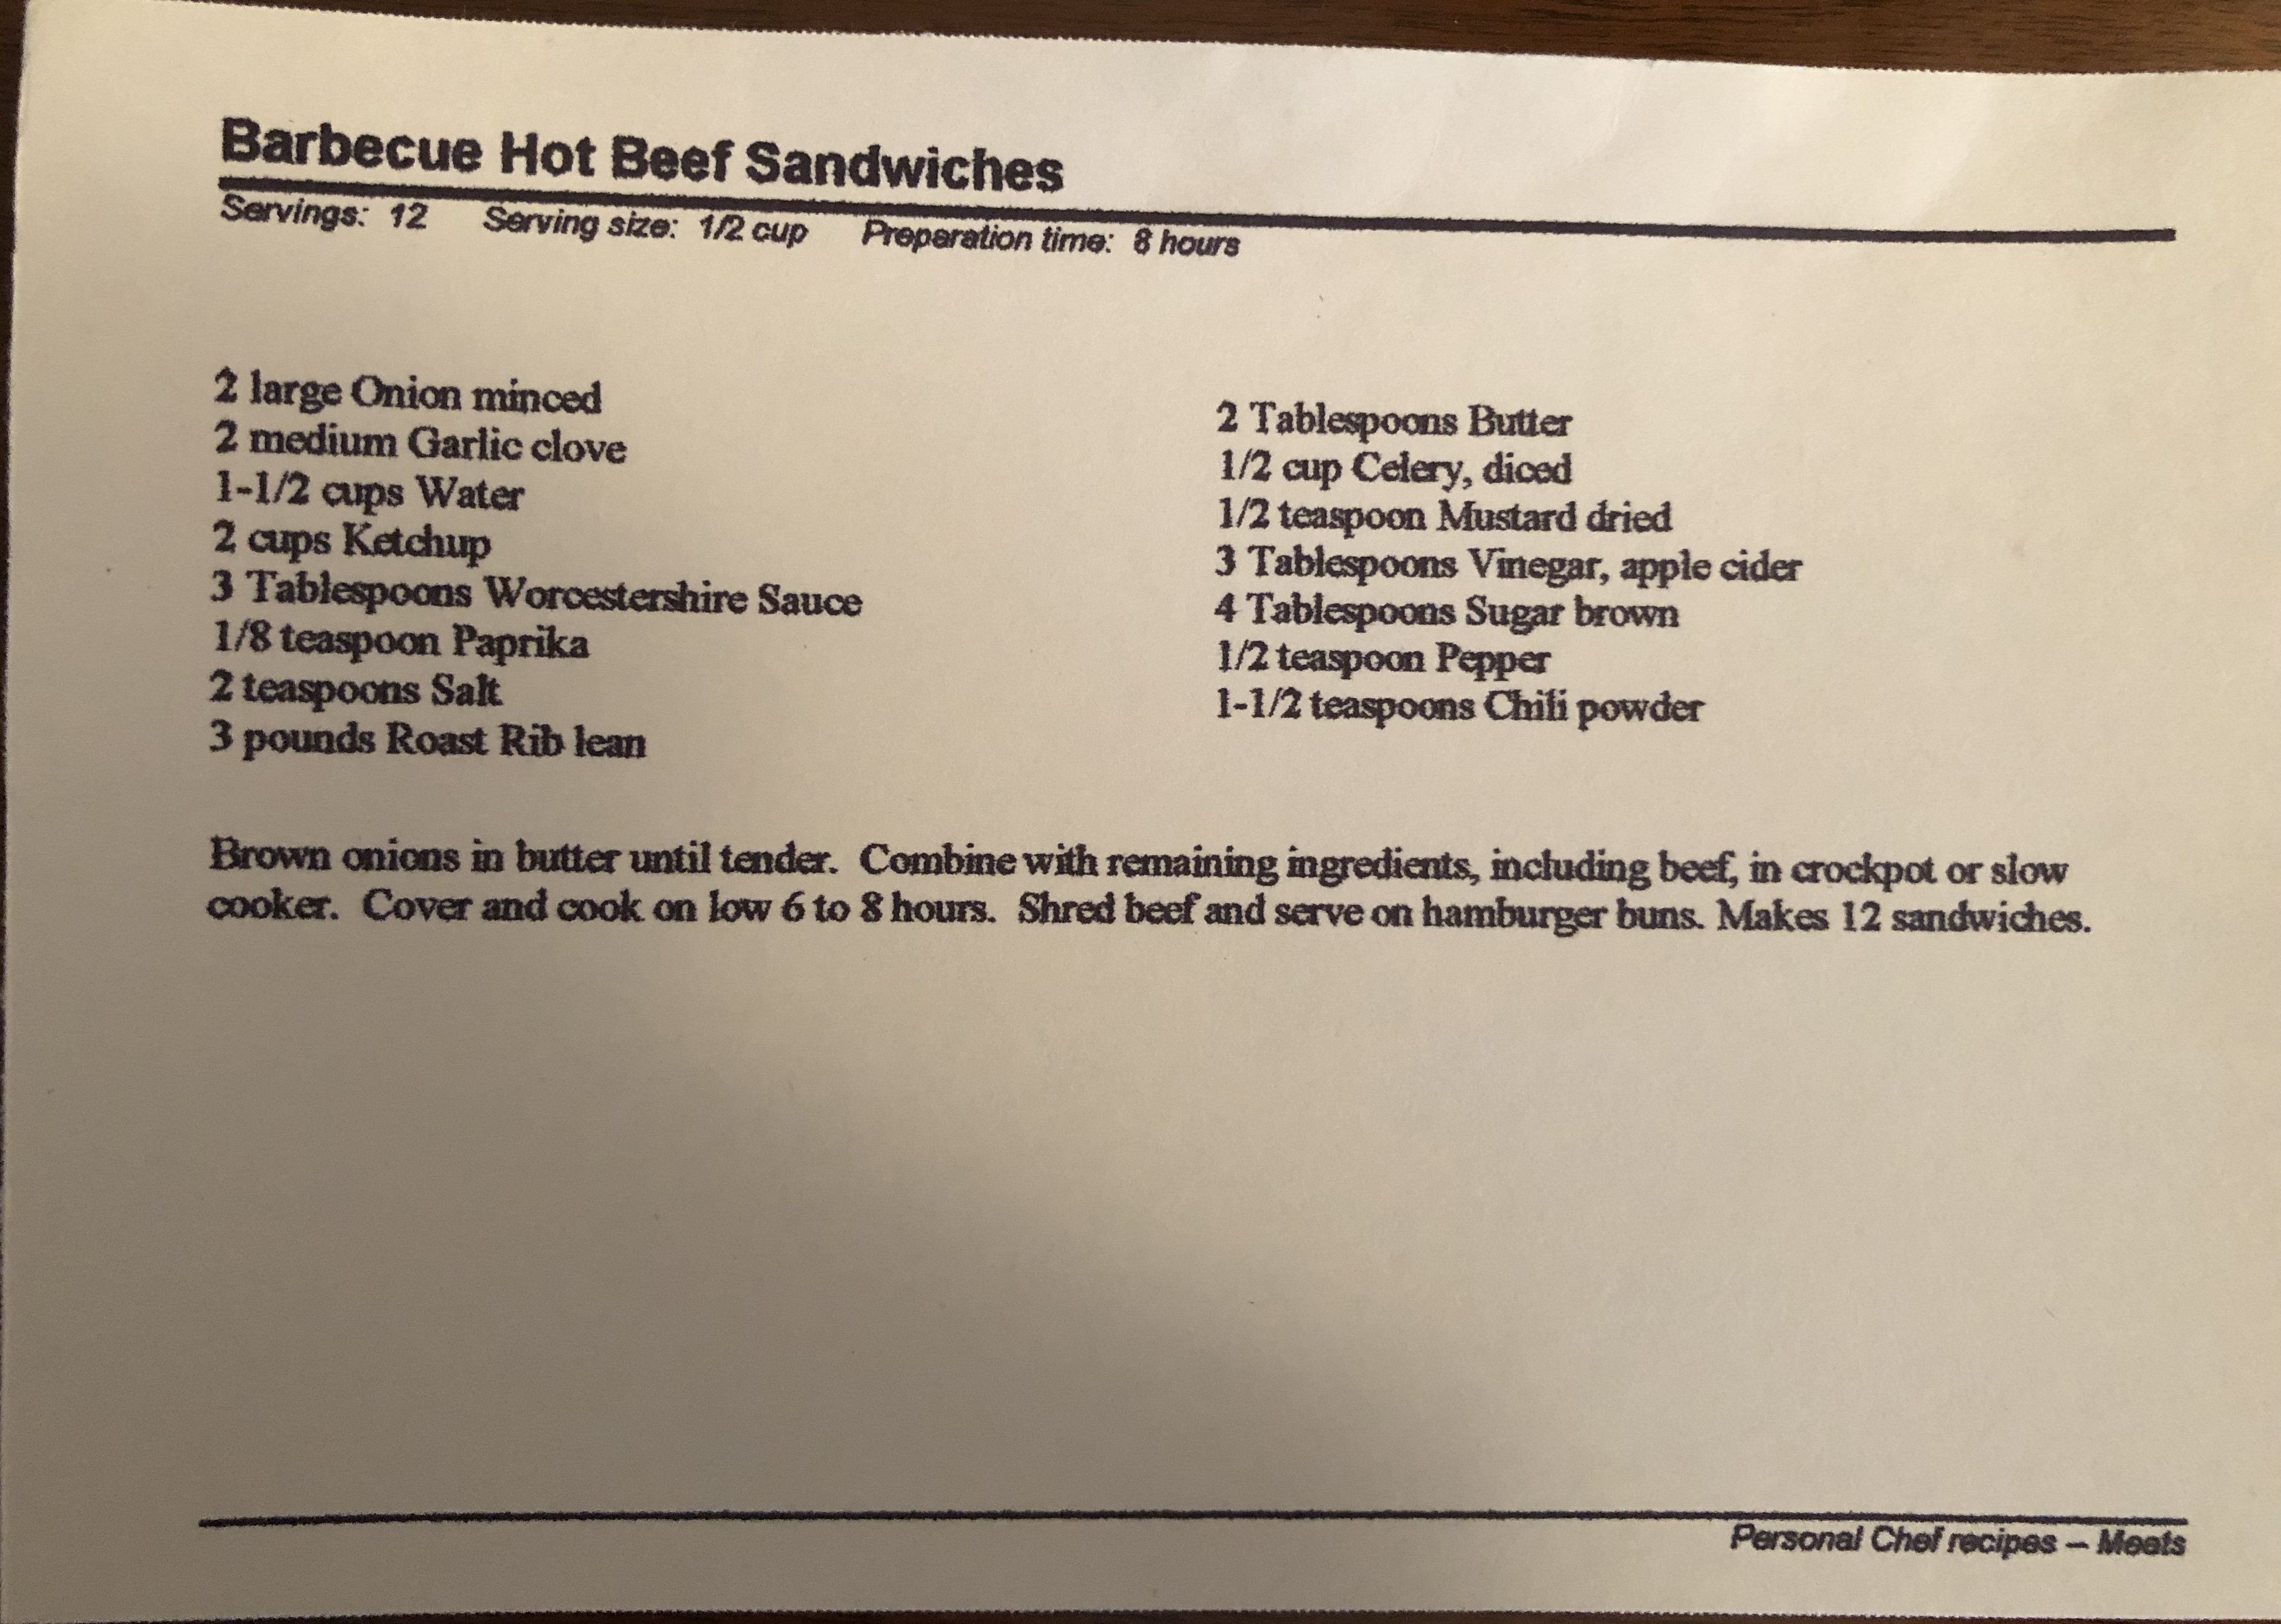 Barbecue Hot Beef Sandwiches
Servings: 12 Serving size: 1/2 cup Preparation time: 8 hours
2 large Onion minced
2 medium Garlic clove
1-1/2 cups Water
2 cups Ketchup
3 Tablespoons Worcestershire Sauce
1/8 teaspoon Paprika
2 teaspoons Salt
3 pounds Roast Rib lean
2 Tablespoons Butter
1/2 cup Celery, diced
1/2 teaspoon Mustard dried
3 Tablespoons Vinegar, apple cider
4 Tablespoons Sugar brown
1/2 teaspoon Pepper
1-1/2 teaspoons Chili powder
Brown onions in butter until tender. Combine with remaining ingredients, including beef, in crockpot or slow
cooker. Cover and cook on low 6 to 8 hours. Shred beef and serve on hamburger buns. Makes 12 sandwiches.
Personal Chef recipes – Meats